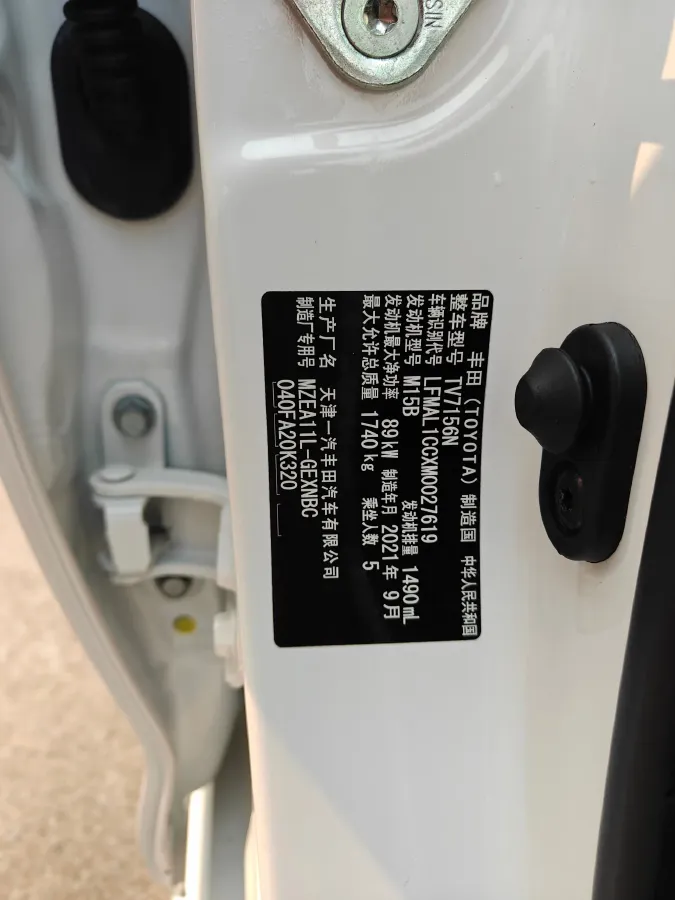 SIN
品牌 丰田（TOYOTA） 制造国 中华人民共和国
整车型号 TV7156N
车辆识别代号 LFMAL1CCXM0027619
发动机型号 M15B 发动机排量 1490mL
发动机最大净功率 89kW 制造年月 2021年 9月
最大允许总质量 1740kg 乘坐人数 5
生产厂名 天津一汽丰田汽车有限公司
制造厂专用号 MZEA11L-GEXNBC
040FA20K320